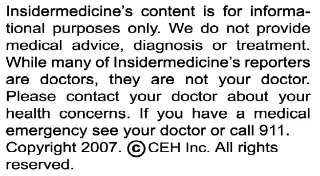 Insidermedicine's content is for informa-
tional purposes only. We do not provide
medical advice, diagnosis or treatment.
While many of Insidermedicine's reporters
are doctors, they are not your doctor.
Please contact your doctor about your
health concerns. If you have a medical
emergency see your doctor or call 911.
Copyright 2007. ©CEH Inc. All rights
reserved.